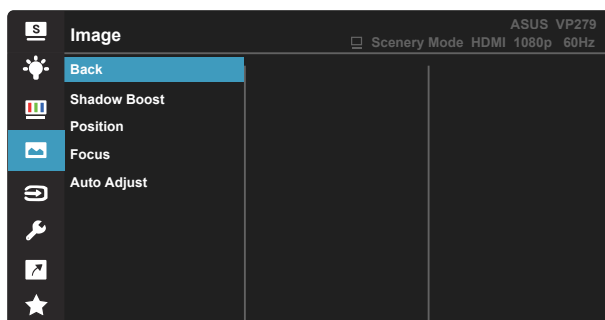 S
Image
ASUS VP279
Scenery Mode HDMI 1080p 60Hz
Back
Shadow Boost
Position
Focus
Auto Adjust